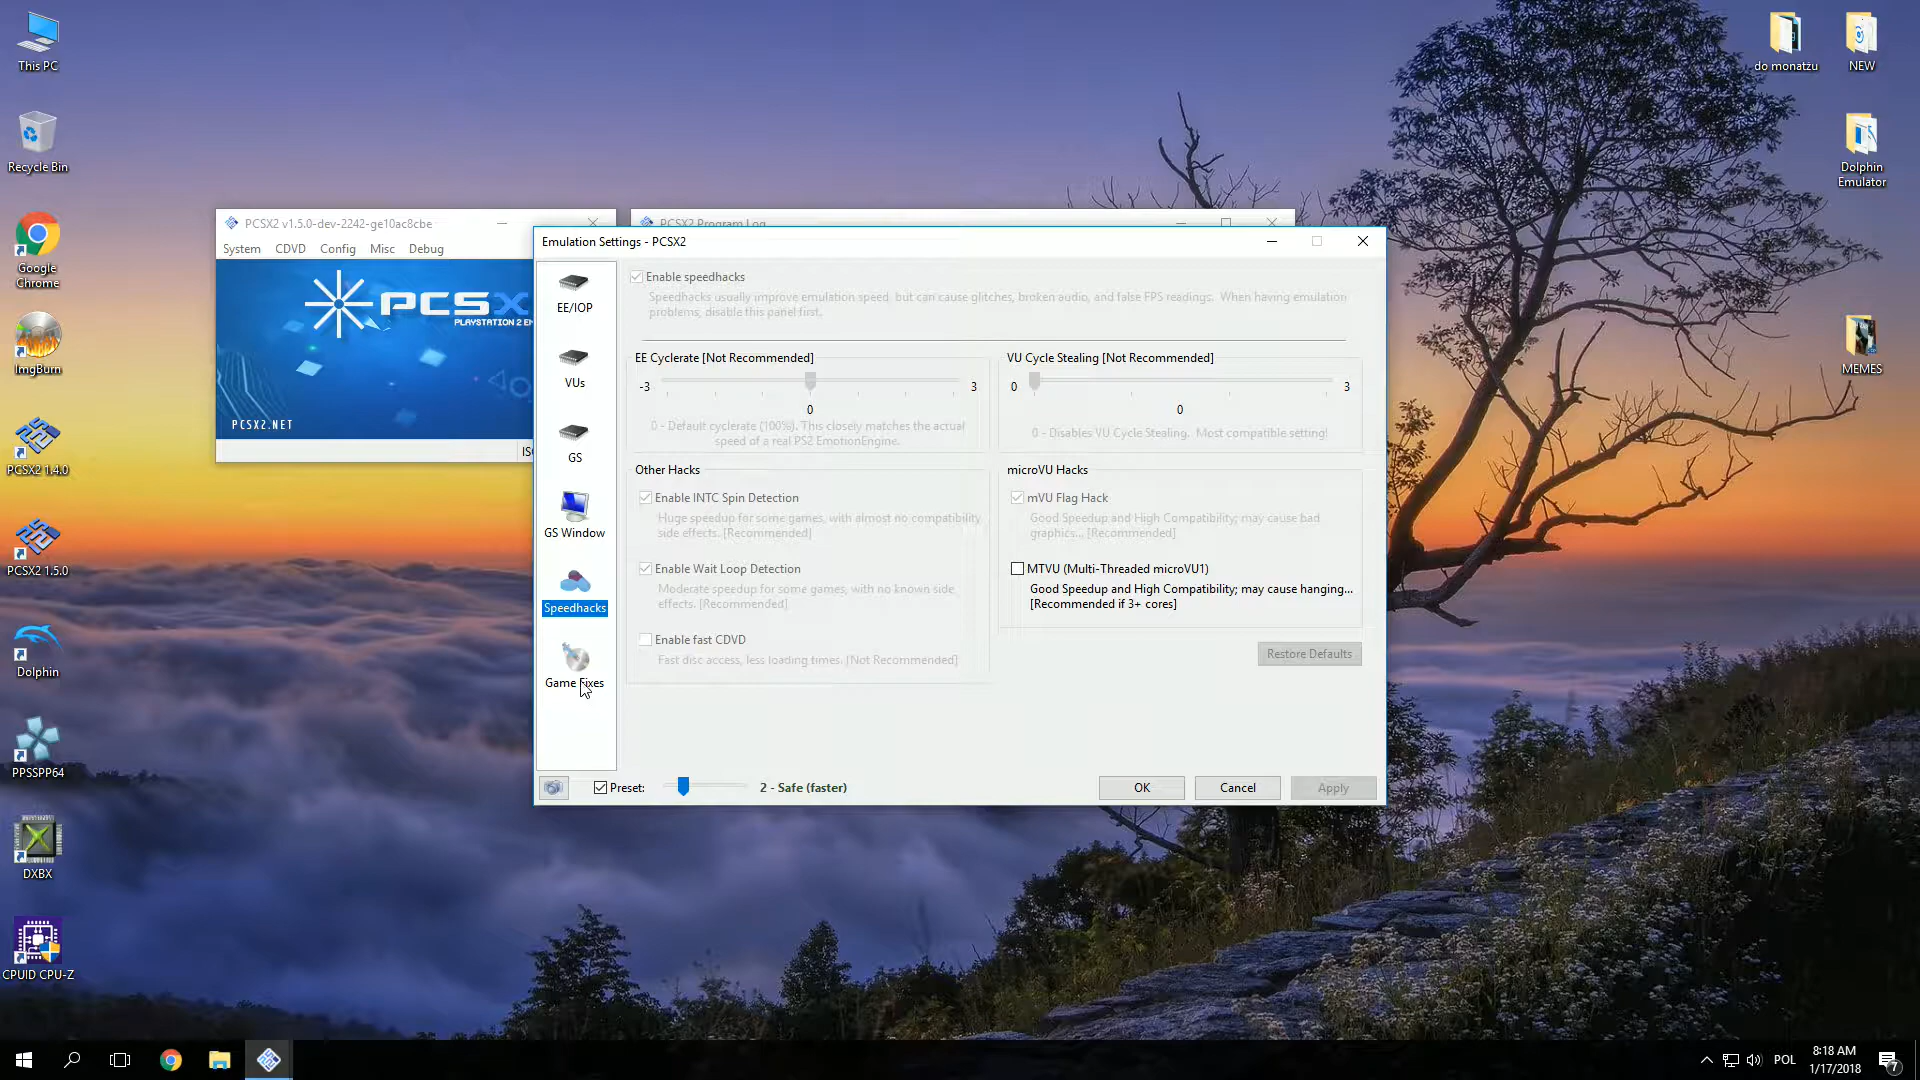 This PC
Recycle Bin
Google
Chrome
ImgBurn
PCSX2 1.4.0
PCSX2 1.5.0
Dolphin
PPSSPP64
DXBX
CPUID CPU-Z
do monatzu
NEW
Dolphin
Emulator
MEMES
PCSX2 v1.5.0-dev-2242-ge10ac8cbe
System CDVD Config Misc Debug
PCSX
PLAYSTATION 2 E
PCSX2.NET
PCSX2 Program Log
Emulation Settings - PCSX2
EE/IOP
VUs
GS
GS Window
Speedhacks
Game Fixes
Enable speedhacks
Speedhacks usually improve emulation speed, but can cause glitches, broken audio, and false FPS readings. When having emulation
problems, disable this panel first.
EE Cyclerate [Not Recommended]
-3 3
0
0 - Default cyclerate (100%). This closely matches the actual
speed of a real PS2 EmotionEngine.
VU Cycle Stealing [Not Recommended]
0 3
0
0 - Disables VU Cycle Stealing. Most compatible setting!
Other Hacks
Enable INTC Spin Detection
Huge speedup for some games, with almost no compatibility
side effects. [Recommended]
Enable Wait Loop Detection
Moderate speedup for some games, with no known side
effects. [Recommended]
Enable fast CDVD
Fast disc access, less loading times. [Not Recommended]
microVU Hacks
mVU Flag Hack
Good Speedup and High Compatibility; may cause bad
graphics... [Recommended]
MTVU (Multi-Threaded microVU1)
Good Speedup and High Compatibility; may cause hanging...
[Recommended if 3+ cores]
Restore Defaults
Preset: 2 - Safe (faster)
OK Cancel Apply
POL
8:18 AM
1/17/2018
7